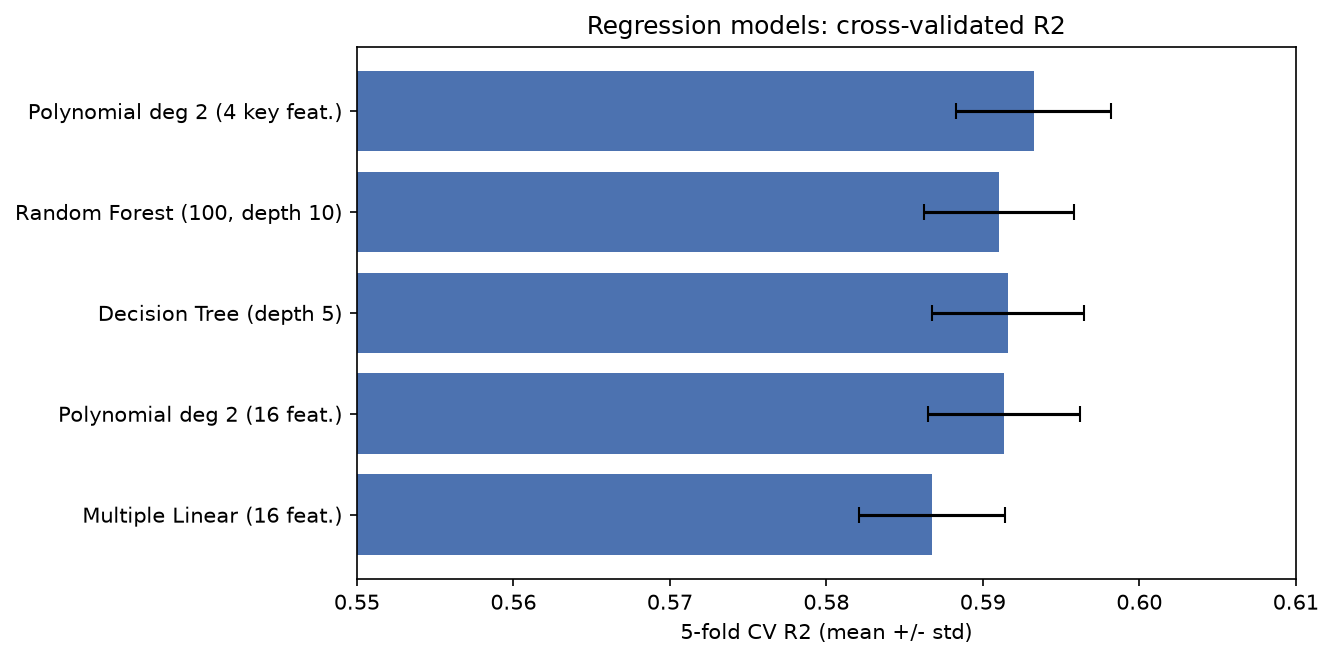 Regression models: cross-validated R2
Polynomial deg 2 (4 key feat.)
Random Forest (100, depth 10)
Decision Tree (depth 5)
Polynomial deg 2 (16 feat.)
Multiple Linear (16 feat.)
0.55 0.56 0.57 0.58 0.59 0.60 0.61
5-fold CV R2 (mean +/- std)